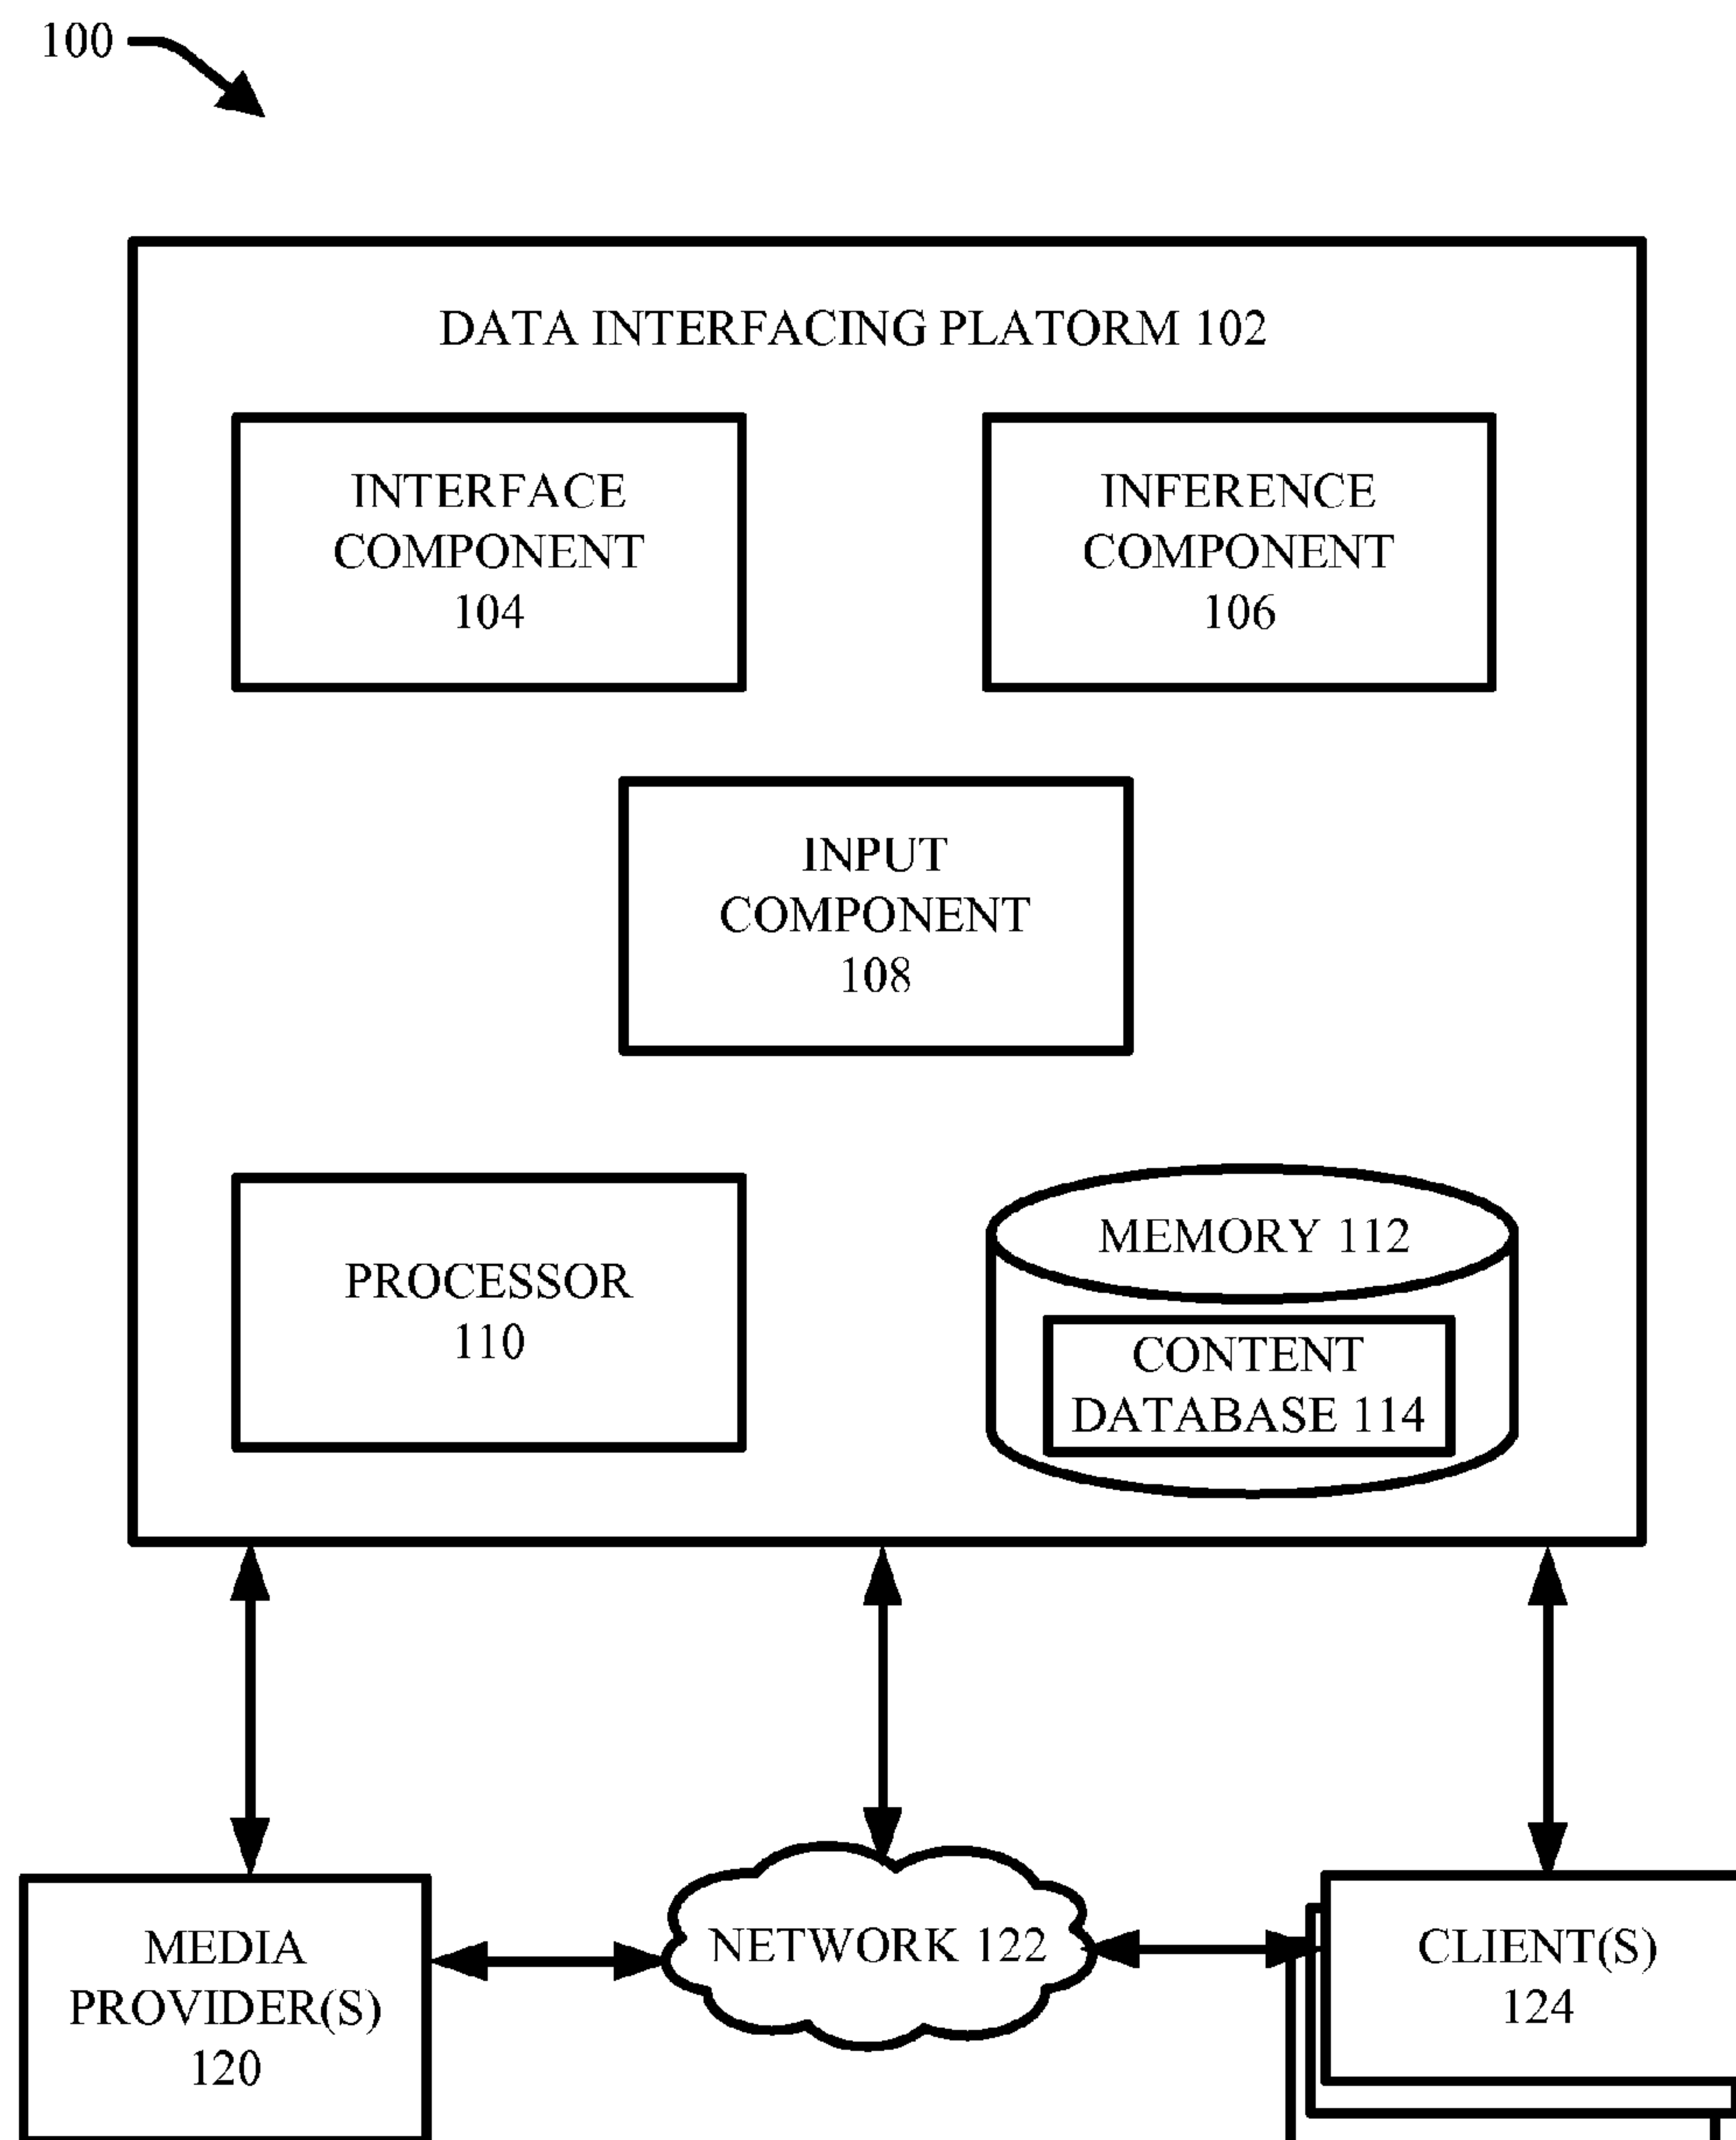 100
DATA INTERFACING PLATORM 102
INTERFACE
COMPONENT
104
INFERENCE
COMPONENT
106
INPUT
COMPONENT
108
PROCESSOR
110
MEMORY 112
CONTENT
DATABASE 114
MEDIA
PROVIDER(S)
120
NETWORK 122
CLIENT(S)
124